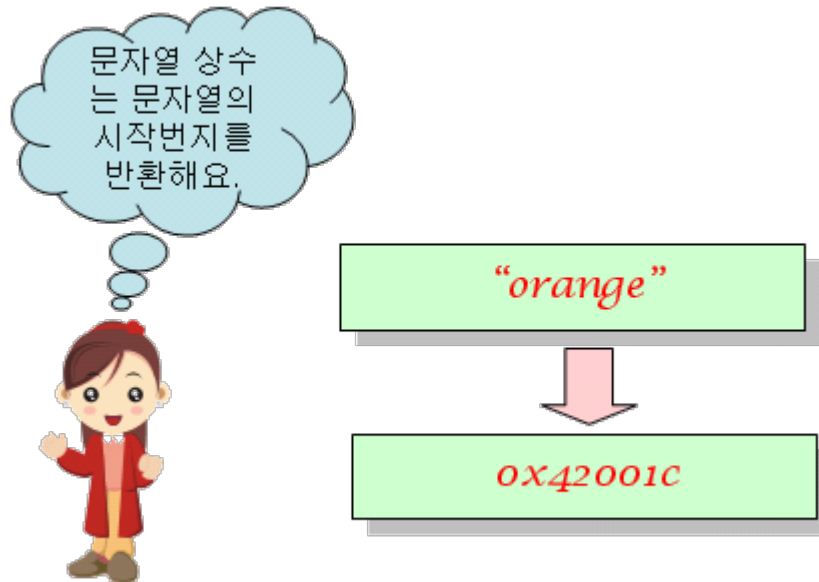 문자열 상수
는 문자열의
시작번지를
반환해요.
“orange”
0x42001c